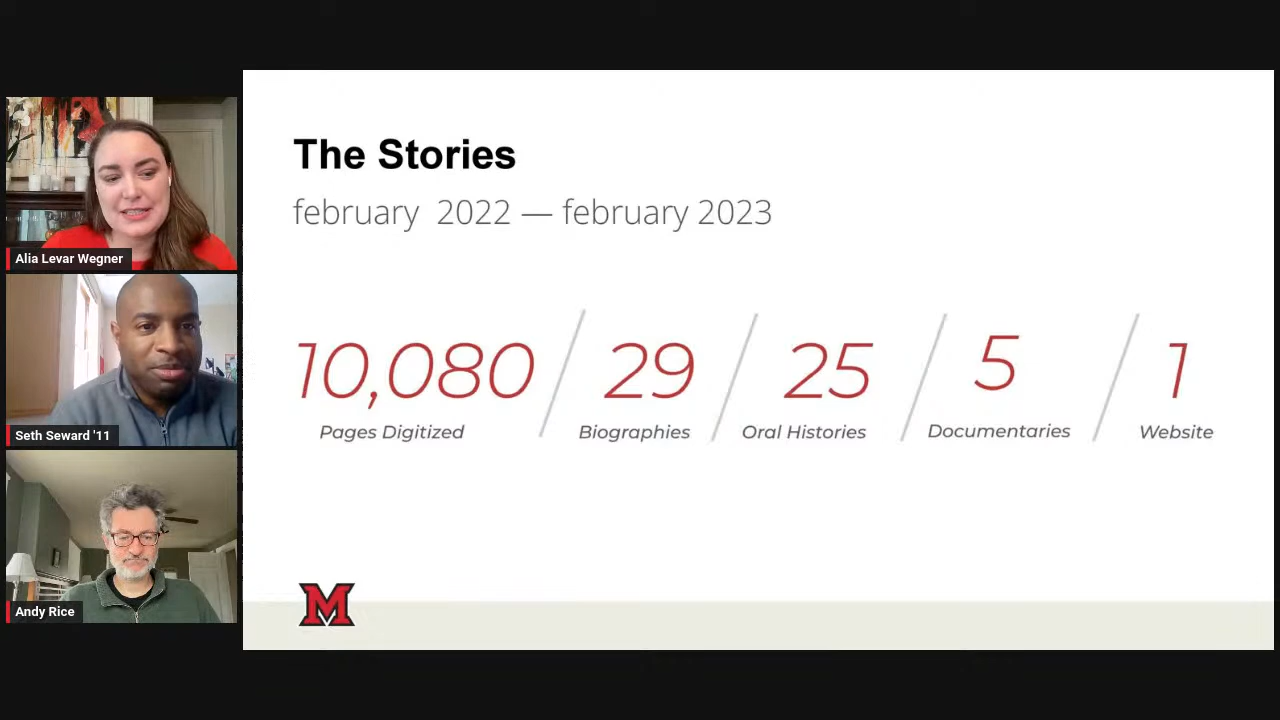 The Stories
february 2022 — february 2023
10,080 29 25 5 1
Pages Digitized Biographies Oral Histories Documentaries Website
Alia Levar Wegner
Seth Seward '11
Andy Rice
M